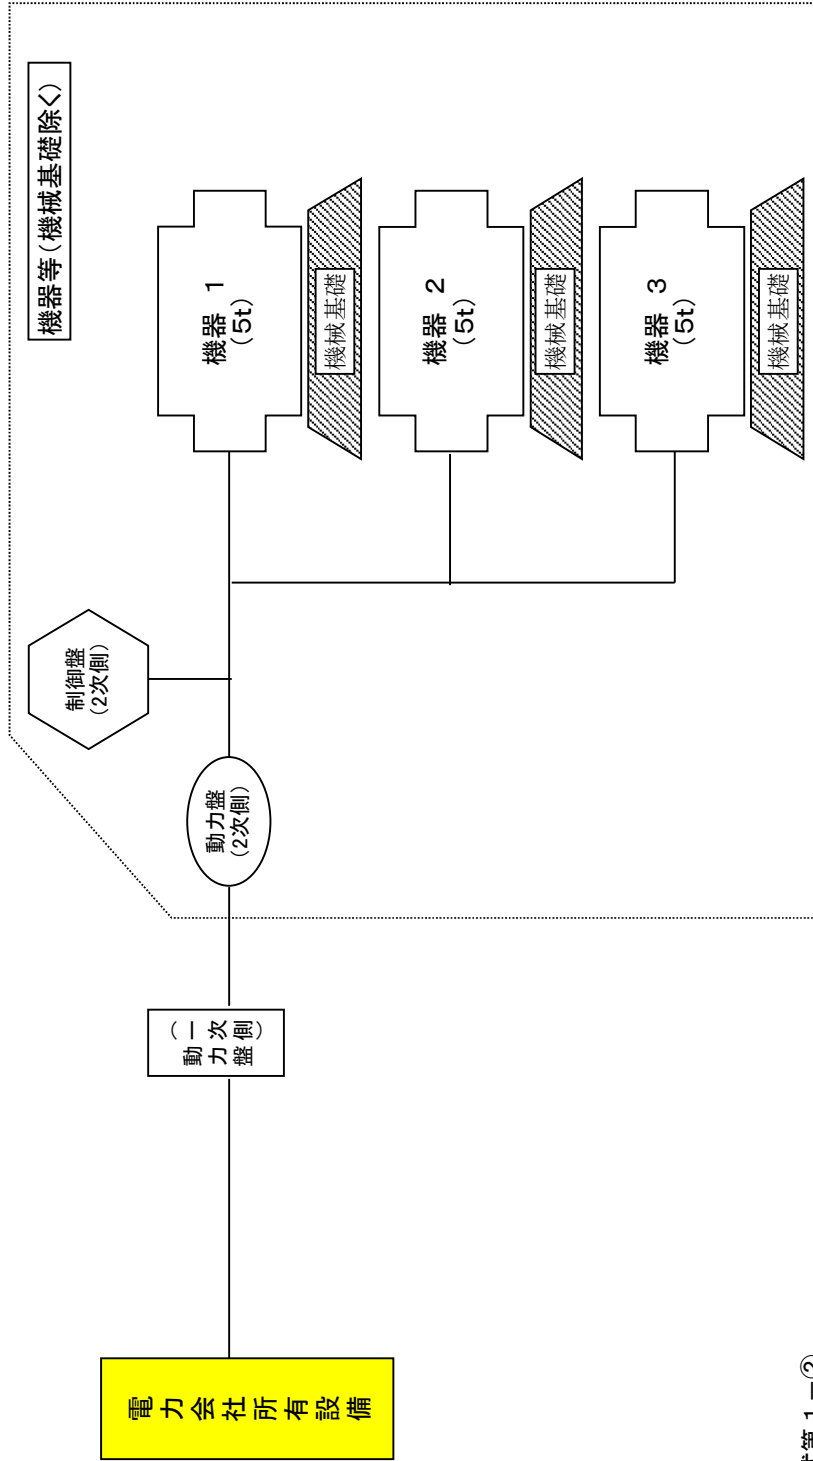 機器等(機械基礎除く)
機器 1
(5t)
機械基礎
機器 2
(5t)
機械基礎
機器 3
(5t)
機械基礎
制御盤
(2次側)
動力盤
(2次側)
動力盤
(一次側)
電力会社所有設備
第1-②